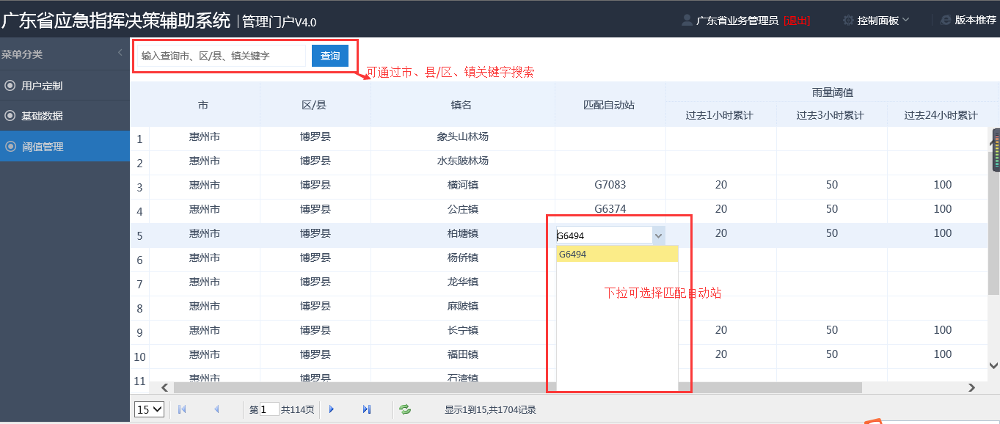 广东省应急指挥决策辅助系统 | 管理门户V4.0
广东省业务管理员 [退出] 控制面板 版本推荐
菜单分类
用户定制
基础数据
阈值管理
输入查询市、区/县、镇关键字 查询
可通过市、县/区、镇关键字搜索
市 区/县 镇名 匹配自动站 雨量阈值
过去1小时累计 过去3小时累计 过去24小时累计
1 惠州市 博罗县 象头山林场
2 惠州市 博罗县 水东陂林场
3 惠州市 博罗县 横河镇 G7083 20 50 100
4 惠州市 博罗县 公庄镇 G6374 20 50 100
5 惠州市 博罗县 柏塘镇 G6494 20 50 100
G6494
6 惠州市 博罗县 杨侨镇
7 惠州市 博罗县 龙华镇
下拉可选择匹配自动站
8 惠州市 博罗县 麻陂镇
9 惠州市 博罗县 长宁镇 20 50 100
10 惠州市 博罗县 福田镇 20 50 100
11 惠州市 博罗县 石湾镇
15 第 1 共114页 显示1到15,共1704记录